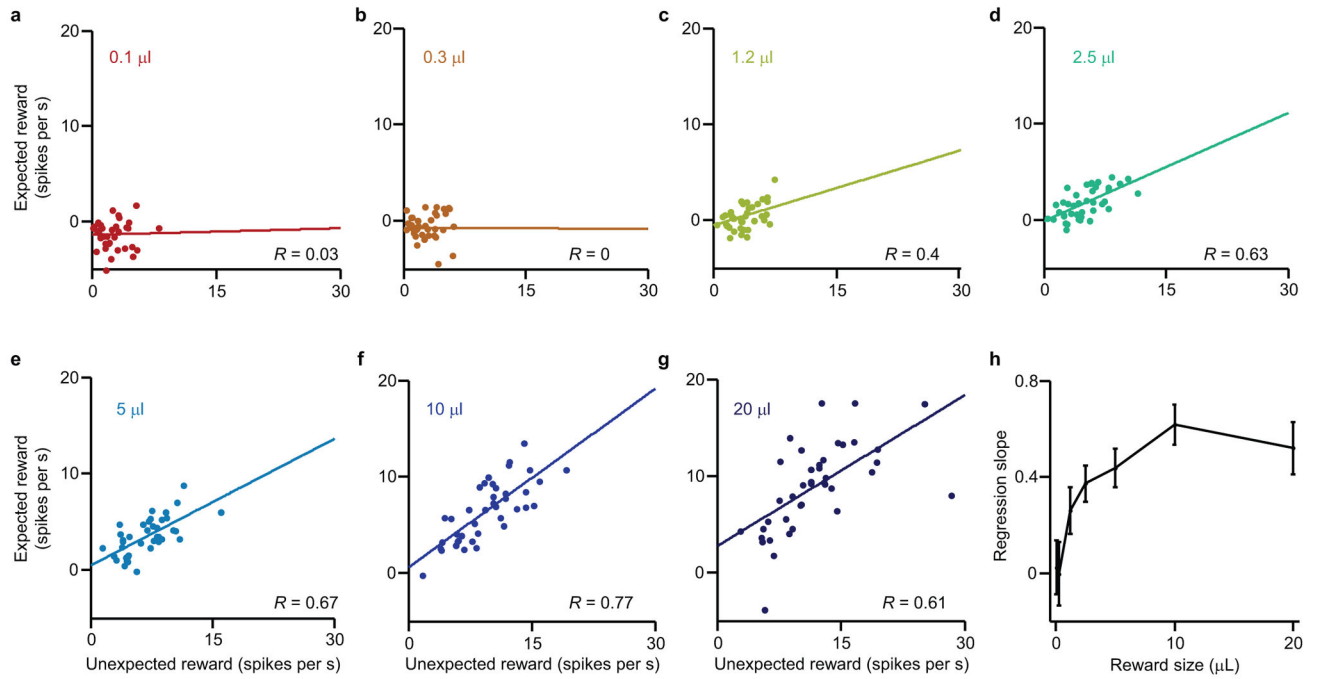 a
0.1 μl
Expected reward
(spikes per s)
20
10
0
R = 0.03
0
15
30
b
0.3 μl
20
10
0
R = 0
0
15
30
c
1.2 μl
20
10
0
R = 0.4
0
15
30
d
2.5 μl
20
10
0
R = 0.63
0
15
30
e
5 μl
Expected reward
(spikes per s)
20
10
0
R = 0.67
0
15
30
Unexpected reward (spikes per s)
f
10 μl
20
10
0
R = 0.77
0
15
30
Unexpected reward (spikes per s)
g
20 μl
20
10
0
R = 0.61
0
15
30
Unexpected reward (spikes per s)
h
Regression slope
0.8
0.4
0
0
10
20
Reward size (μL)